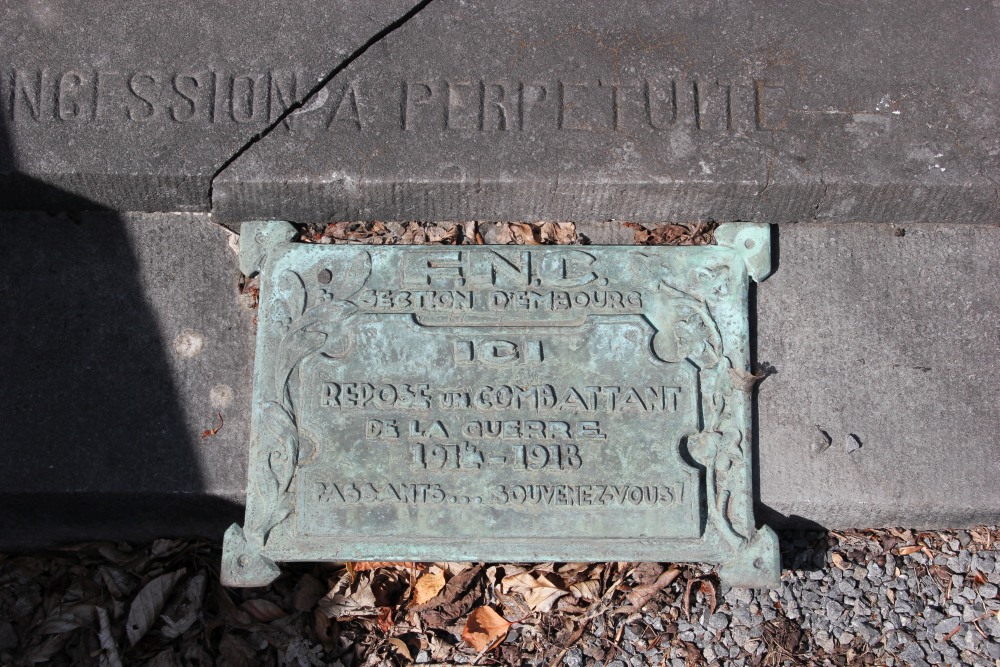 NCESSION A PERPETUITE
F.N.C.
SECTION D'EMBOURG
ICI
REPOSE UN COMBATTANT
DE LA GUERRE
1914-1918
PASSANTS... SOUVENEZ-VOUS!